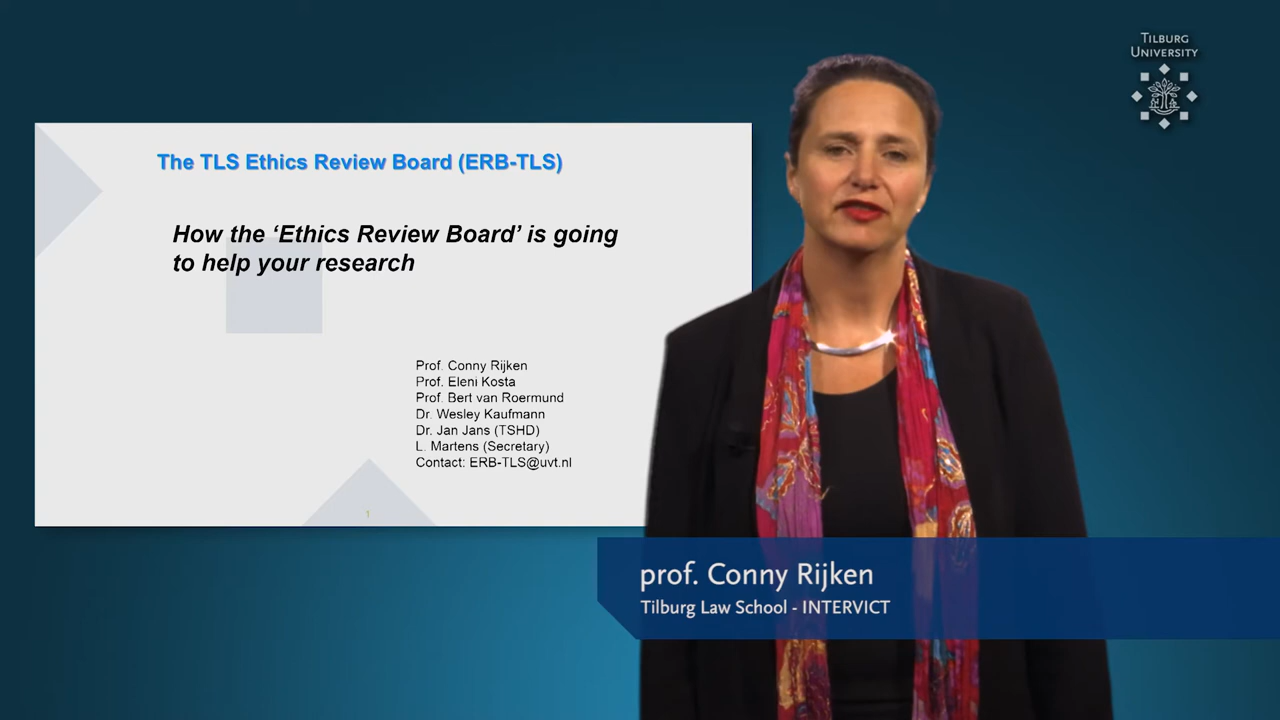 TILBURG
UNIVERSITY
The TLS Ethics Review Board (ERB-TLS)
How the ‘Ethics Review Board’ is going
to help your research
Prof. Conny Rijken
Prof. Eleni Kosta
Prof. Bert van Roermund
Dr. Wesley Kaufmann
Dr. Jan Jans (TSHD)
L. Martens (Secretary)
Contact: ERB-TLS@uvt.nl
1
prof. Conny Rijken
Tilburg Law School - INTERVICT